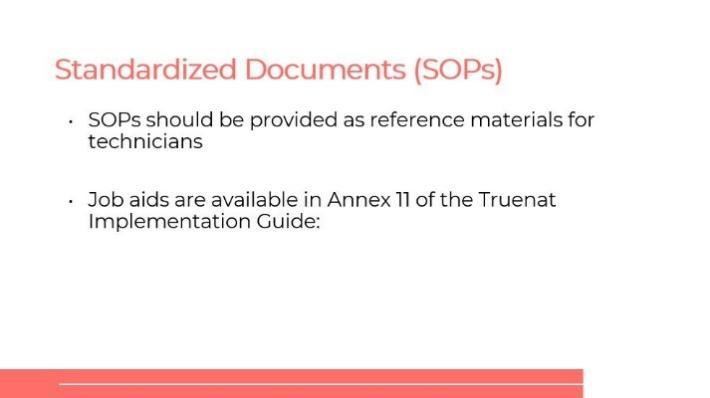 Standardized Documents (SOPs)
• SOPs should be provided as reference materials for
technicians
• Job aids are available in Annex 11 of the Truenat
Implementation Guide: